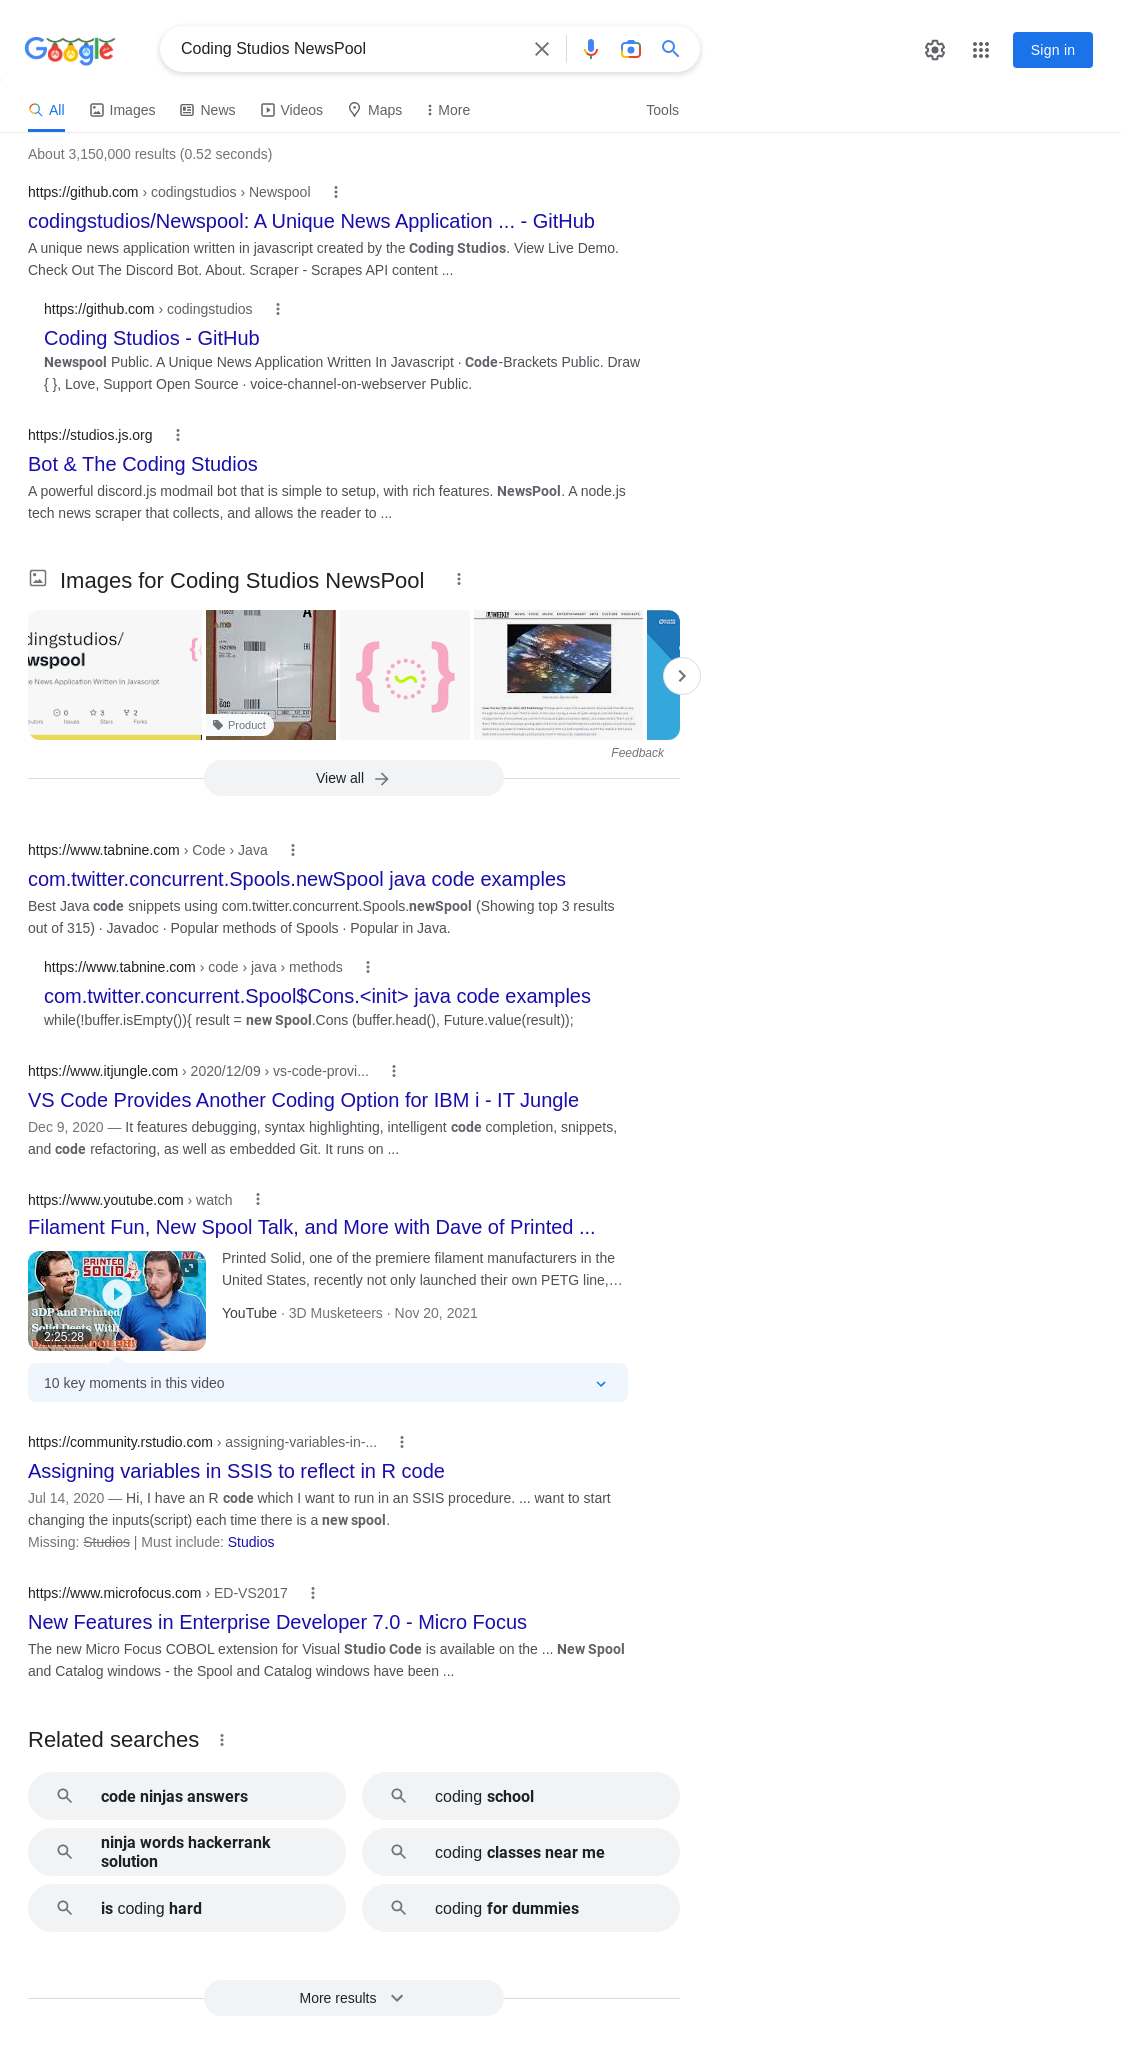 Google
Coding Studios NewsPool
Sign in
All
Images
News
Videos
Maps
More
Tools
About 3,150,000 results (0.52 seconds)
https://github.com › codingstudios › Newspool
codingstudios/Newspool: A Unique News Application ... - GitHub
A unique news application written in javascript created by the Coding Studios. View Live Demo.
Check Out The Discord Bot. About. Scraper - Scrapes API content ...
https://github.com › codingstudios
Coding Studios - GitHub
Newspool Public. A Unique News Application Written In Javascript · Code-Brackets Public. Draw
{ }, Love, Support Open Source · voice-channel-on-webserver Public.
https://studios.js.org
Bot & The Coding Studios
A powerful discord.js modmail bot that is simple to setup, with rich features. NewsPool. A node.js
tech news scraper that collects, and allows the reader to ...
Images for Coding Studios NewsPool
dingstudios/
wspool
e News Application Written In Javascript
0
3
2
Issues
Stars
Forks
Product
Feedback
View all
https://www.tabnine.com › Code › Java
com.twitter.concurrent.Spools.newSpool java code examples
Best Java code snippets using com.twitter.concurrent.Spools.newSpool (Showing top 3 results
out of 315) · Javadoc · Popular methods of Spools · Popular in Java.
https://www.tabnine.com › code › java › methods
com.twitter.concurrent.Spool$Cons.<init> java code examples
while(!buffer.isEmpty()){ result = new Spool.Cons (buffer.head(), Future.value(result));
https://www.itjungle.com › 2020/12/09 › vs-code-provi...
VS Code Provides Another Coding Option for IBM i - IT Jungle
Dec 9, 2020 — It features debugging, syntax highlighting, intelligent code completion, snippets,
and code refactoring, as well as embedded Git. It runs on ...
https://www.youtube.com › watch
Filament Fun, New Spool Talk, and More with Dave of Printed ...
PRINTED
SOLID
3DP and Printed
Solid Deets With
2:25:28
Printed Solid, one of the premiere filament manufacturers in the
United States, recently not only launched their own PETG line,…
YouTube · 3D Musketeers · Nov 20, 2021
10 key moments in this video
https://community.rstudio.com › assigning-variables-in-...
Assigning variables in SSIS to reflect in R code
Jul 14, 2020 — Hi, I have an R code which I want to run in an SSIS procedure. ... want to start
changing the inputs(script) each time there is a new spool.
Missing: Studios | Must include: Studios
https://www.microfocus.com › ED-VS2017
New Features in Enterprise Developer 7.0 - Micro Focus
The new Micro Focus COBOL extension for Visual Studio Code is available on the ... New Spool
and Catalog windows - the Spool and Catalog windows have been ...
Related searches
code ninjas answers
coding school
ninja words hackerrank
solution
coding classes near me
is coding hard
coding for dummies
More results